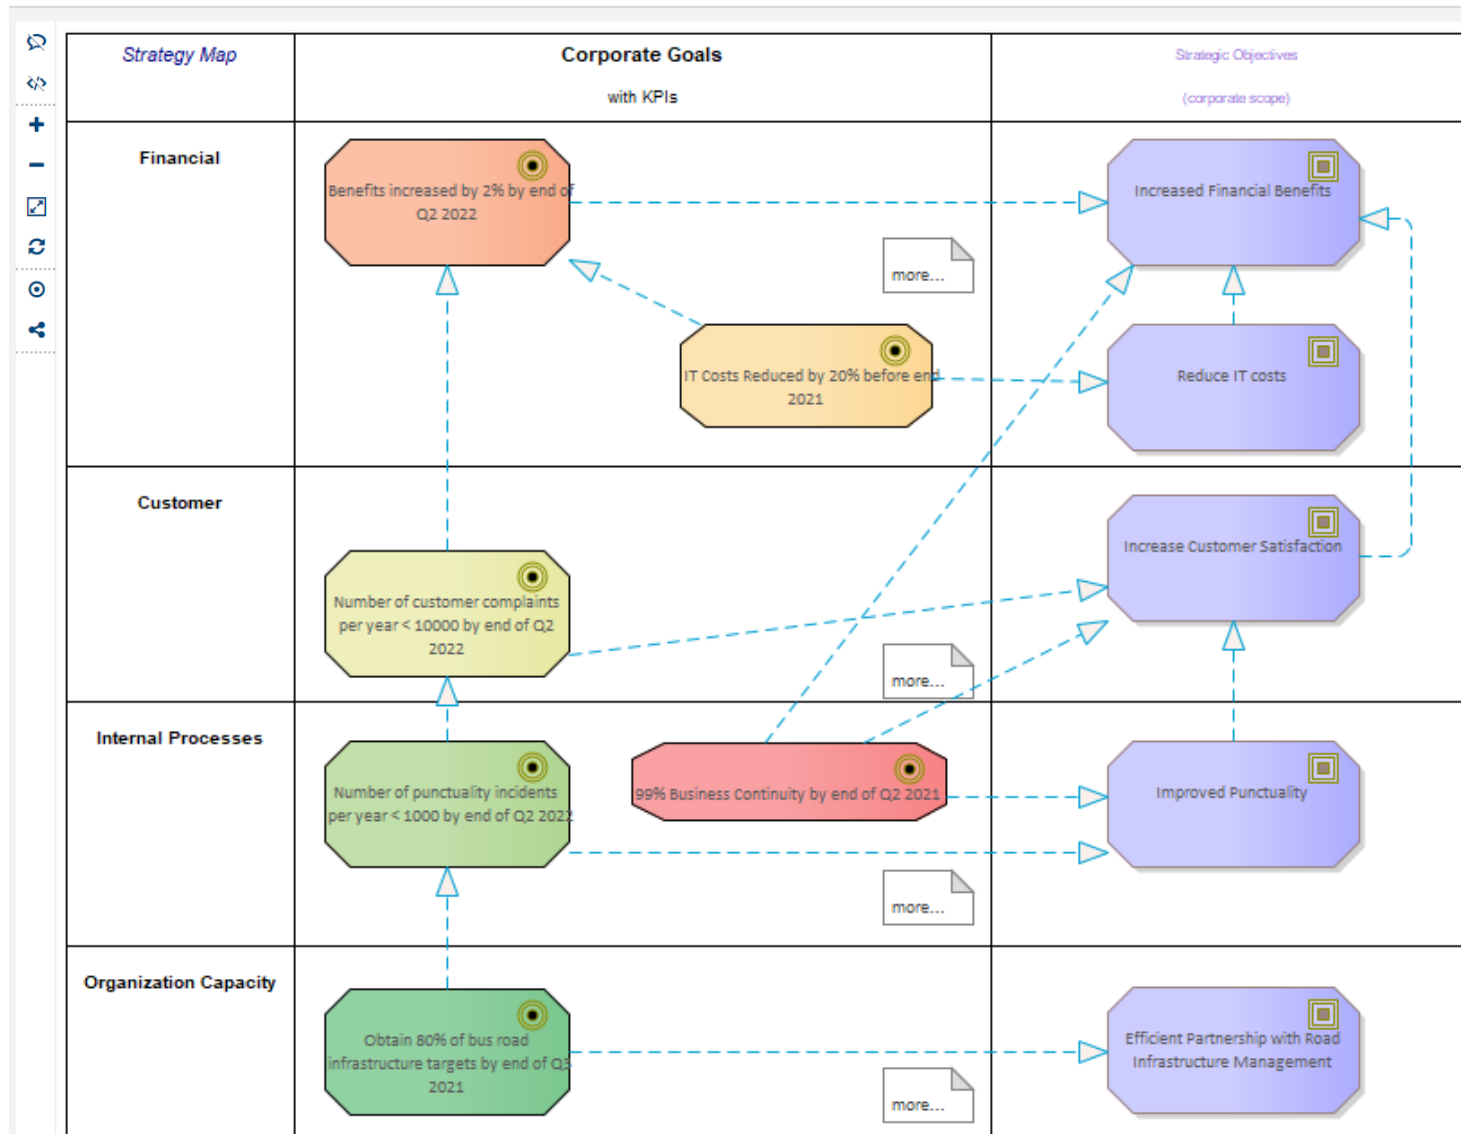 Strategy Map
Corporate Goals
with KPIs
Strategic Objectives
(corporate scope)
Financial
Benefits increased by 2% by end of
Q2 2022
Increased Financial Benefits
more...
IT Costs Reduced by 20% before end
2021
Reduce IT costs
Customer
Increase Customer Satisfaction
Number of customer complaints
per year < 10000 by end of Q2
2022
more...
Internal Processes
Number of punctuality incidents
per year < 1000 by end of Q2 2022
99% Business Continuity by end of Q2 2021
Improved Punctuality
more...
Organization Capacity
Obtain 80% of bus road
infrastructure targets by end of Q3
2021
Efficient Partnership with Road
Infrastructure Management
more...